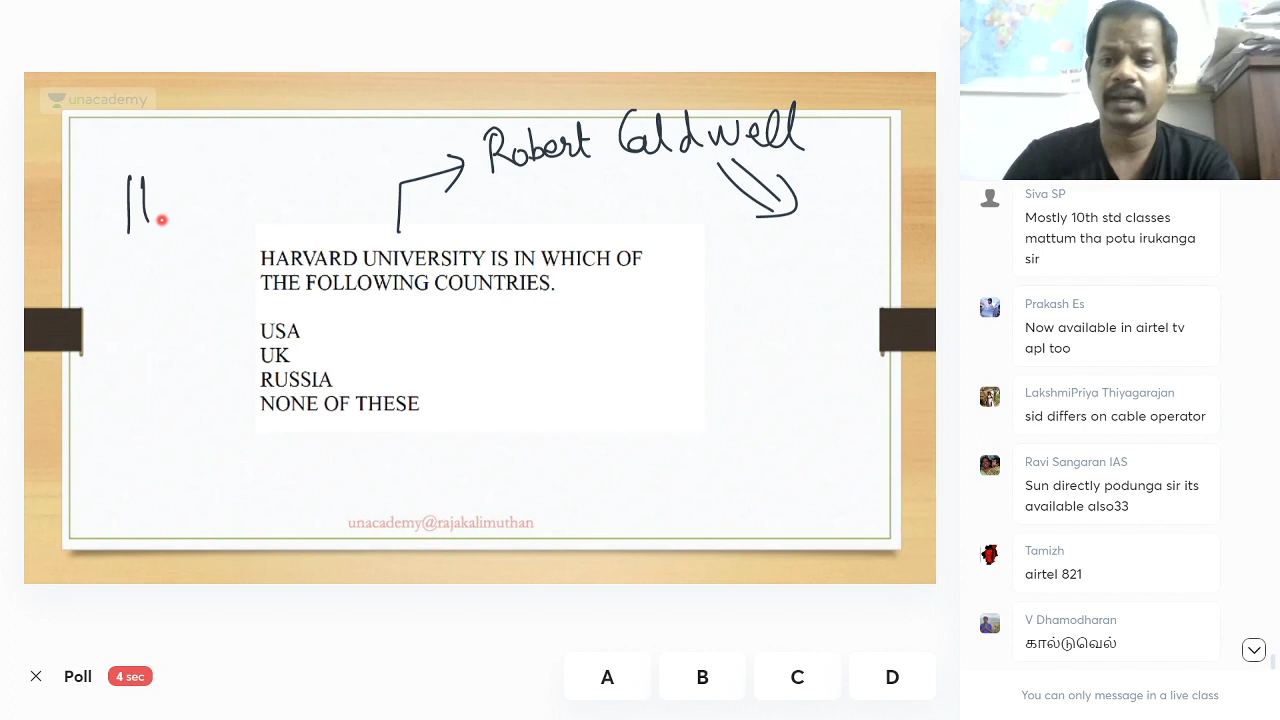 unacademy
Robert Caldwell
11.
HARVARD UNIVERSITY IS IN WHICH OF
THE FOLLOWING COUNTRIES.
USA
UK
RUSSIA
NONE OF THESE
unacademy@rajakalimuthan
Poll
4 sec
A
B
C
D
Siva SP
Mostly 10th std classes
mattum tha potu irukanga
sir
Prakash Es
Now available in airtel tv
apl too
LakshmiPriya Thiyagarajan
sid differs on cable operator
Ravi Sangaran IAS
Sun directly podunga sir its
available also33
Tamizh
airtel 821
V Dhamodharan
கால்டுவெல்
You can only message in a live class